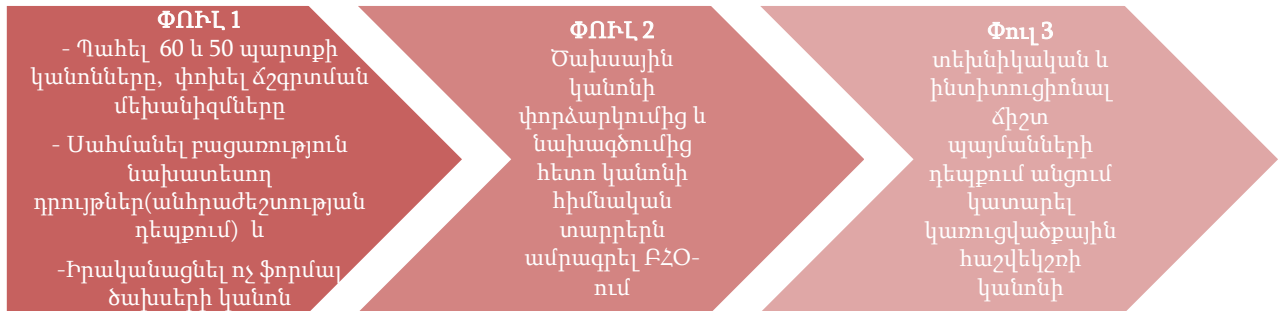 ՓՈՒԼ 1
- Պահել 60 և 50 պարտքի
կանոնները, փոխել ճշգրտման
մեխանիզմները
- Սահմանել բացառություն
նախատեսող
դրույթներ(անհրաժեշտության
դեպքում) և
-Իրականացնել ոչ ֆորմալ
ծախսերի կանոն
ՓՈՒԼ 2
Ծախսային
կանոնի
փորձարկումից և
նախագծումից
հետո կանոնի
հիմնական
տարրերն
ամրագրել ԲՀՕ-
ում
Փուլ 3
տեխնիկական և
ինտիտուցիոնալ
ճիշտ
պայմանների
դեպքում անցում
կատարել
կառուցվածքային
հաշվեկշռի
կանոնի